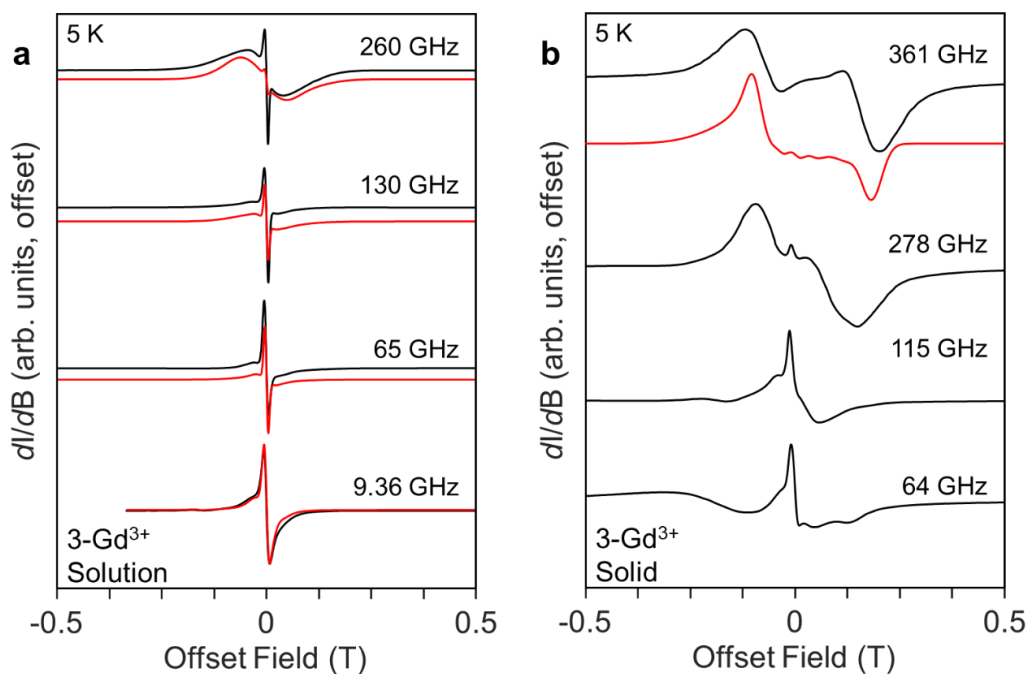 a
5 K
260 GHz
130 GHz
65 GHz
9.36 GHz
3-Gd³⁺
Solution
dI/dB (arb. units, offset)
-0.5
0
0.5
Offset Field (T)
b
5 K
361 GHz
278 GHz
115 GHz
64 GHz
3-Gd³⁺
Solid
dI/dB (arb. units, offset)
-0.5
0
0.5
Offset Field (T)